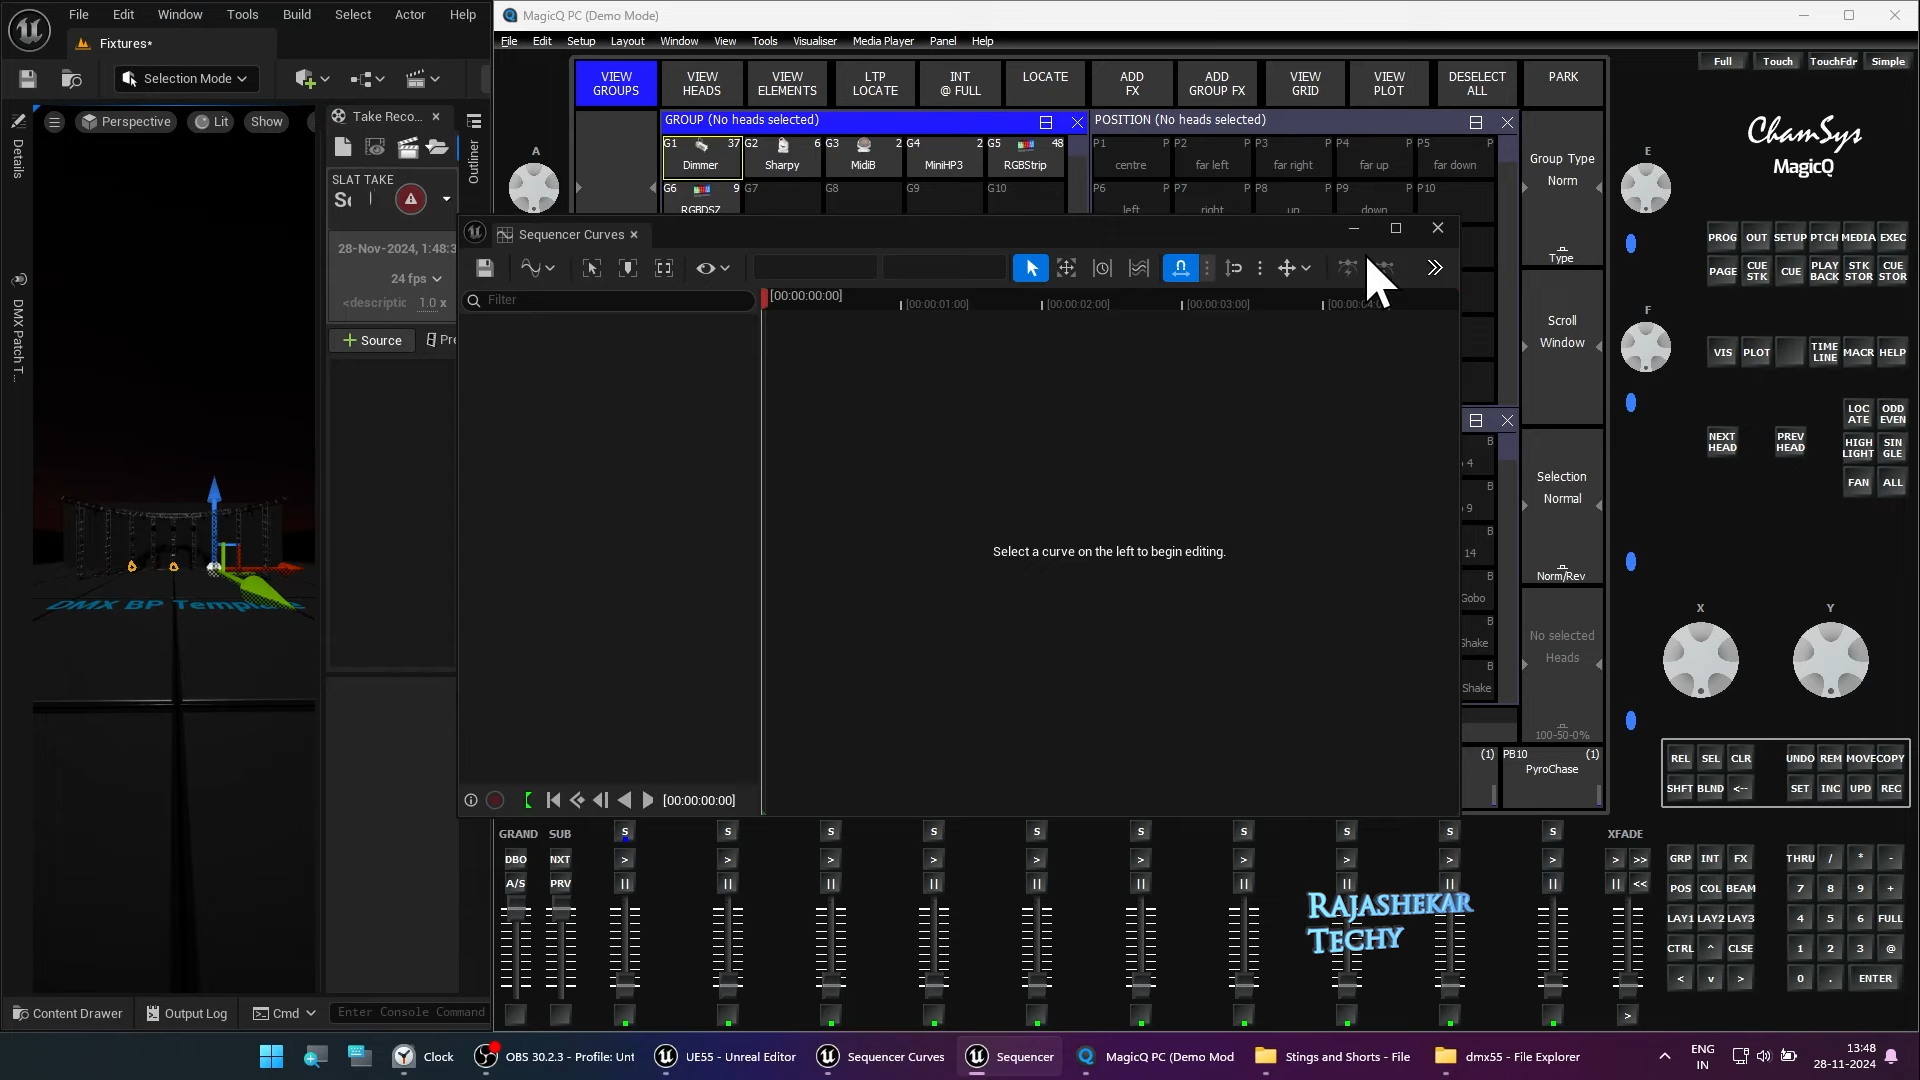 File Edit Window Tools Build Select Actor Help
Fixtures*
Selection Mode
Perspective Lit Show
Details
DMX Patch T...
Take Reco...
Outliner
SLAT TAKE
28-Nov-2024, 1:48:3
24 fps
<descriptic 1.0 x
+ Source Pre
Content Drawer Output Log Cmd Enter Console Command
MagicQ PC (Demo Mode)
File Edit Setup Layout Window View Tools Visualiser Media Player Panel Help
Full Touch TouchFdr Simple
VIEW GROUPS
VIEW HEADS
VIEW ELEMENTS
LTP LOCATE
INT @ FULL
LOCATE
ADD FX
ADD GROUP FX
VIEW GRID
VIEW PLOT
DESELECT ALL
PARK
GROUP (No heads selected)
G1 37 G2 6 G3 2 G4 2 G5 48
Dimmer Sharpy MidiB MiniHP3 RGBStrip
G6 9 G7 G8 G9 G10
RGBDSZ
POSITION (No heads selected)
P1 P P2 P P3 P P4 P P5 P
centre far left far right far up far down
P6 P P7 P P8 P P9 P P10
left right up down
A
Group Type
Norm
Type
Scroll
Window
Selection
Normal
Norm/Rev
No selected
Heads
100-50-0%
B
4
B
9
B
14
B
Gobo
B
Shake
B
Shake
(1) PB10 (1)
PyroChase
Sequencer Curves
Filter
[00:00:00:00]
[00:00:01:00] [00:00:02:00] [00:00:03:00]
Select a curve on the left to begin editing.
[00:00:00:00]
ChamSys
MagicQ
E
F
X Y
PROG OUT SETUP PTCH MEDIA EXEC
PAGE CUE STK CUE PLAY BACK STK STOR CUE STOR
VIS PLOT TIME LINE MACR HELP
LOC ATE ODD EVEN
NEXT HEAD PREV HEAD HIGH LIGHT SIN GLE
FAN ALL
REL SEL CLR UNDO REM MOVE COPY
SHFT BLND <-- SET INC UPD REC
GRAND SUB XFADE
S S S S S S S S S S
DBO NXT > > > > > > > > > > > >>
A/S PRV || || || || || || || || || || || <<
GRP INT FX THRU / * -
POS COL BEAM 7 8 9 +
LAY1 LAY2 LAY3 4 5 6 FULL
CTRL ^ CLSE 1 2 3 @
< v > 0 . ENTER
>
RAJASHEKAR
TECHY
Clock OBS 30.2.3 - Profile: Unt UE55 - Unreal Editor Sequencer Curves Sequencer MagicQ PC (Demo Mod Stings and Shorts - File dmx55 - File Explorer
ENG
IN
13:48
28-11-2024